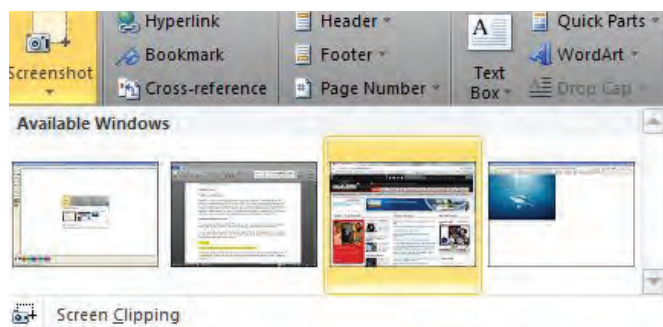 Hyperlink Header Quick Parts
Bookmark Footer WordArt
Screenshot Cross-reference Page Number Text Box Drop Cap
Available Windows
Screen Clipping